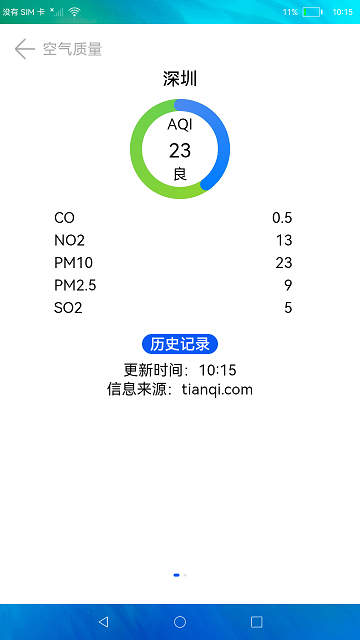 没有 SIM 卡 11% 10:15
空气质量
深圳
AQI
23
良
CO 0.5
NO2 13
PM10 23
PM2.5 9
SO2 5
历史记录
更新时间：10:15
信息来源：tianqi.com